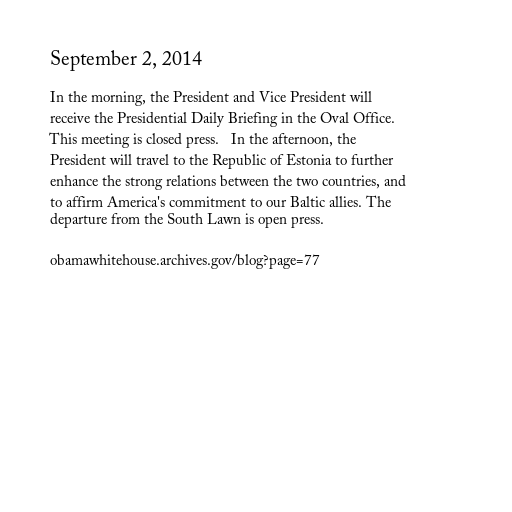 September 2, 2014
In the morning, the President and Vice President will
receive the Presidential Daily Briefing in the Oval Office.
This meeting is closed press.   In the afternoon, the
President will travel to the Republic of Estonia to further
enhance the strong relations between the two countries, and
to affirm America's commitment to our Baltic allies. The
departure from the South Lawn is open press.
obamawhitehouse.archives.gov/blog?page=77